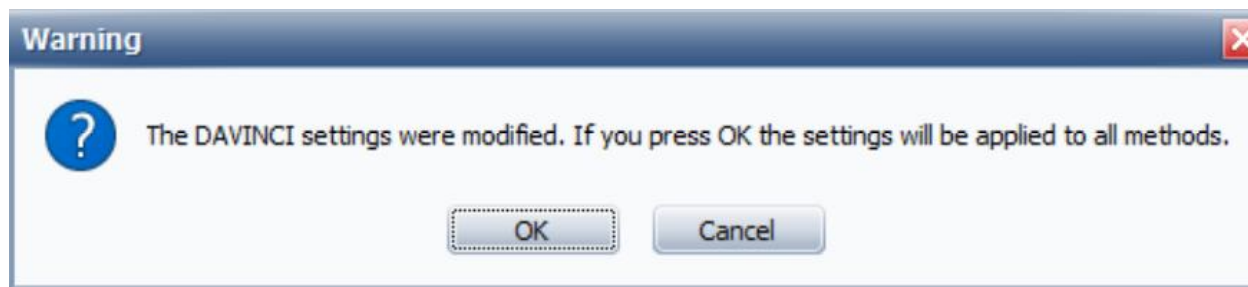 Warning
?
The DAVINCI settings were modified. If you press OK the settings will be applied to all methods.
OK
Cancel